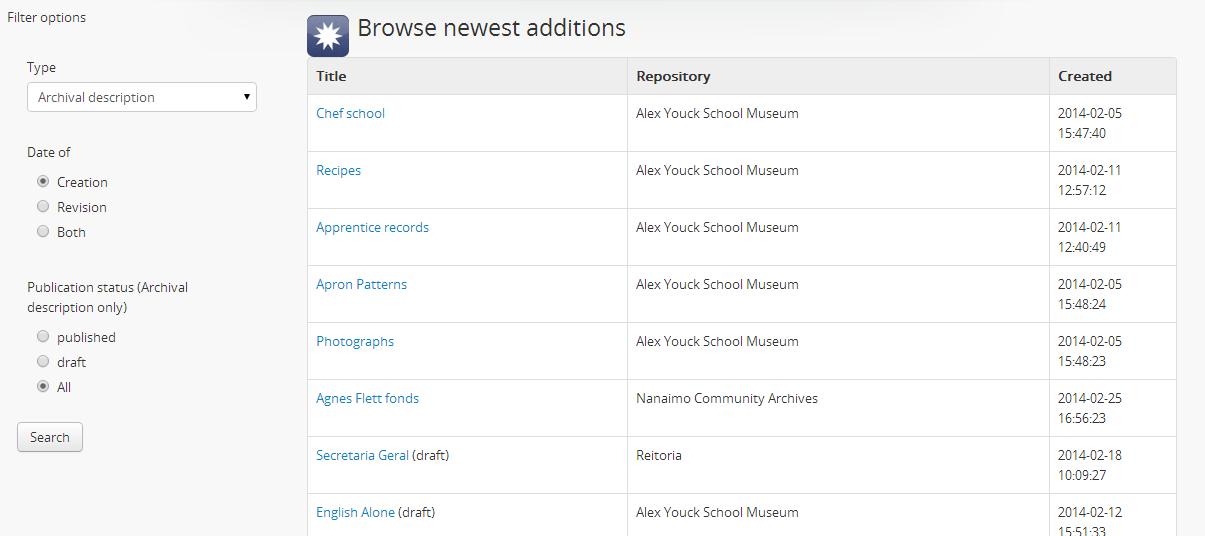 Filter options
Type
Archival description
Date of
Creation
Revision
Both
Publication status (Archival
description only)
published
draft
All
Search
Browse newest additions
Title Repository Created
Chef school Alex Youck School Museum 2014-02-05
15:47:40
Recipes Alex Youck School Museum 2014-02-11
12:57:12
Apprentice records Alex Youck School Museum 2014-02-11
12:40:49
Apron Patterns Alex Youck School Museum 2014-02-05
15:48:24
Photographs Alex Youck School Museum 2014-02-05
15:48:23
Agnes Flett fonds Nanaimo Community Archives 2014-02-25
16:56:23
Secretaria Geral (draft) Reitoria 2014-02-18
10:09:27
English Alone (draft) Alex Youck School Museum 2014-02-12
15:51:33